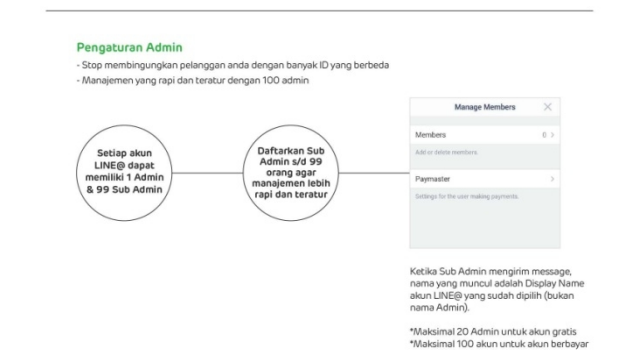 Pengaturan Admin
- Stop membingungkan pelanggan anda dengan banyak ID yang berbeda
- Manajemen yang rapi dan teratur dengan 100 admin
Setiap akun
LINE@ dapat
memiliki 1 Admin
& 99 Sub Admin
Daftarkan Sub
Admin s/d 99
orang agar
manajemen lebih
rapi dan teratur
Manage Members
Members 0 >
Add or delete members.
Paymaster >
Settings for the user making payments.
Ketika Sub Admin mengirim message,
nama yang muncul adalah Display Name
akun LINE@ yang sudah dipilih (bukan
nama Admin).
*Maksimal 20 Admin untuk akun gratis
*Maksimal 100 akun untuk akun berbayar